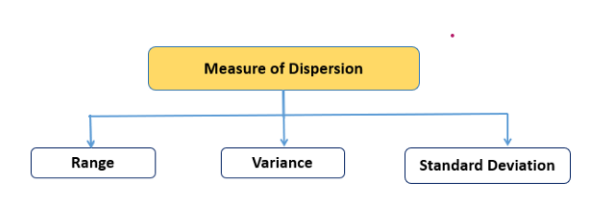 Measure of Dispersion
Range
Variance
Standard Deviation